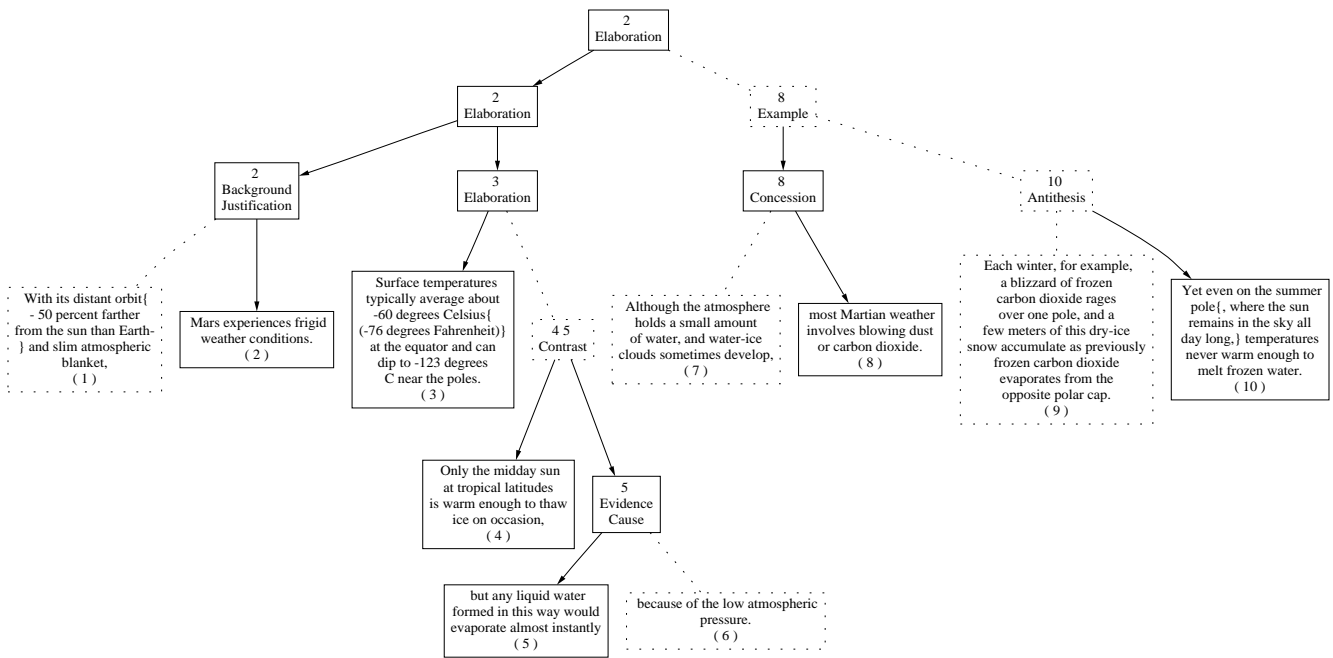 2
Elaboration
2
Elaboration
8
Example
2
Background
Justification
3
Elaboration
8
Concession
10
Antithesis
With its distant orbit{
- 50 percent farther
from the sun than Earth-
} and slim atmospheric
blanket,
( 1 )
Mars experiences frigid
weather conditions.
( 2 )
Surface temperatures
typically average about
-60 degrees Celsius{
(-76 degrees Fahrenheit)}
at the equator and can
dip to -123 degrees
C near the poles.
( 3 )
4 5
Contrast
Although the atmosphere
holds a small amount
of water, and water-ice
clouds sometimes develop,
( 7 )
most Martian weather
involves blowing dust
or carbon dioxide.
( 8 )
Each winter, for example,
a blizzard of frozen
carbon dioxide rages
over one pole, and a
few meters of this dry-ice
snow accumulate as previously
frozen carbon dioxide
evaporates from the
opposite polar cap.
( 9 )
Yet even on the summer
pole{, where the sun
remains in the sky all
day long,} temperatures
never warm enough to
melt frozen water.
( 10 )
Only the midday sun
at tropical latitudes
is warm enough to thaw
ice on occasion,
( 4 )
5
Evidence
Cause
but any liquid water
formed in this way would
evaporate almost instantly
( 5 )
because of the low atmospheric
pressure.
( 6 )